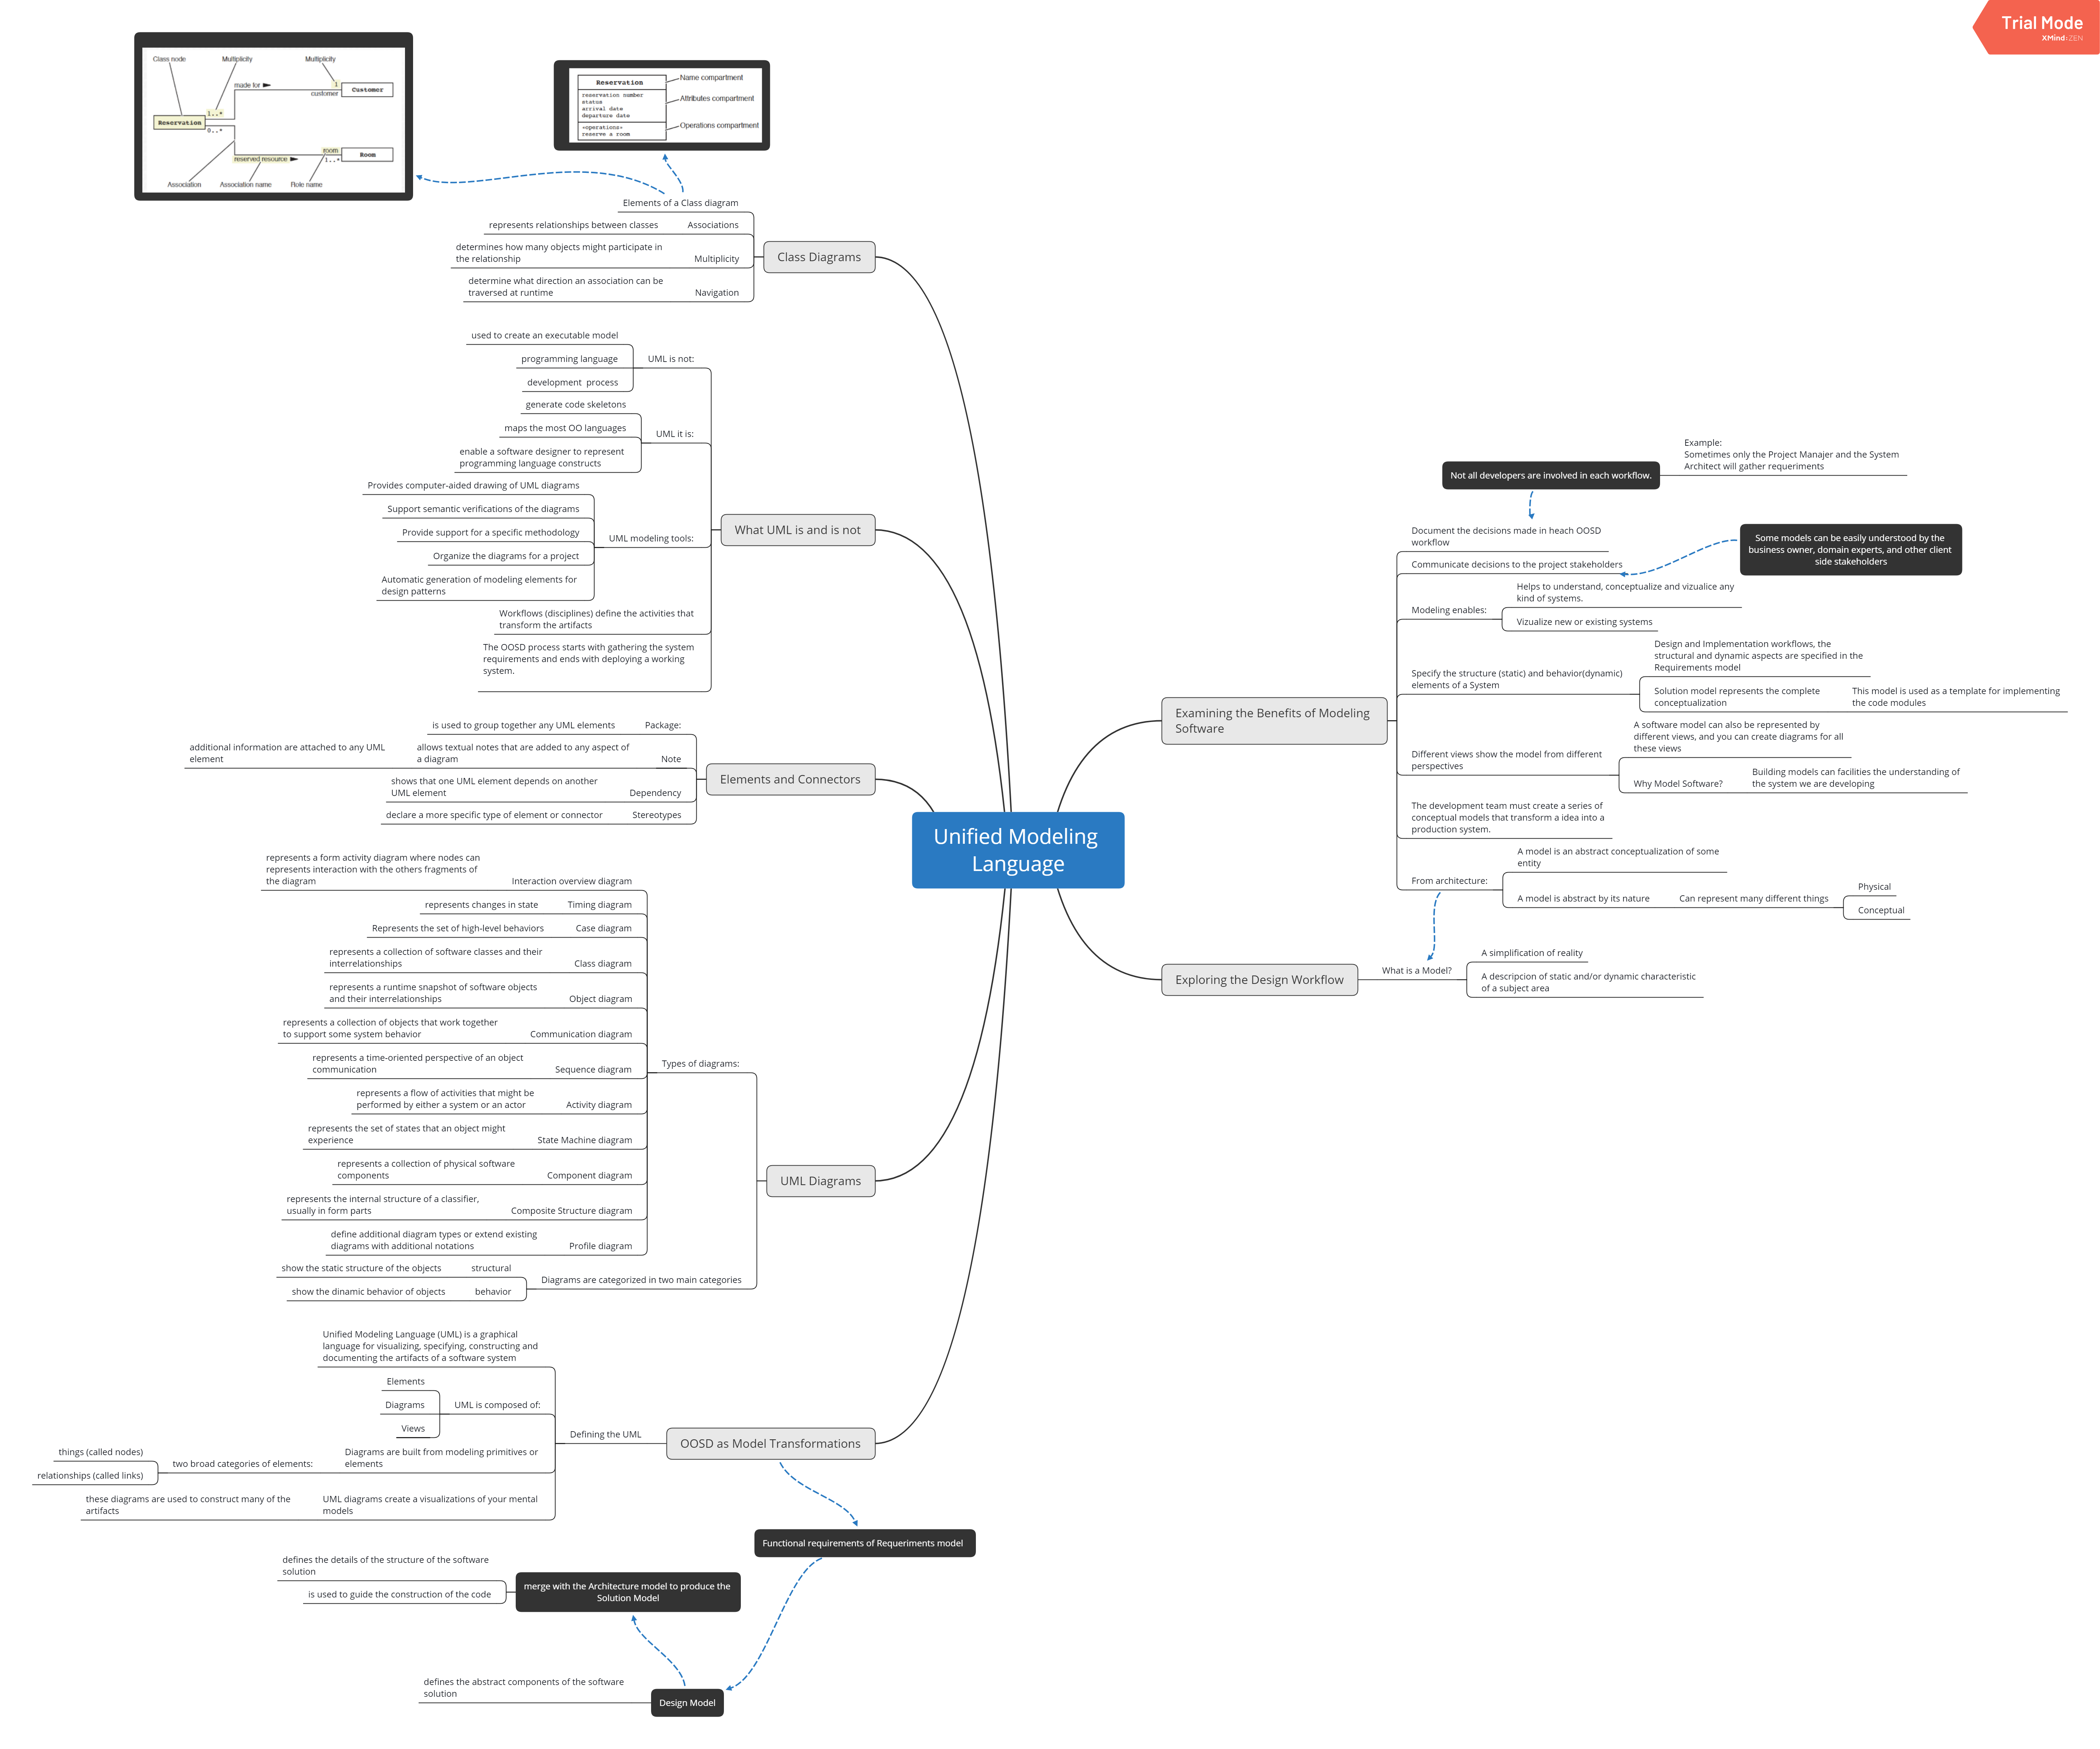 Trial Mode
XMind:ZEN
Class node
Multiplicity
Multiplicity
made for
1
customer
Customer
Reservation
1..*
0..*
reserved resource
room
1..*
Room
Association
Association name
Role name
Reservation
reservation number
status
arrival date
departure date
«operations»
reserve a room
Name compartment
Attributes compartment
Operations compartment
Elements of a Class diagram
represents relationships between classes
Associations
determines how many objects might participate in
the relationship
Multiplicity
determine what direction an association can be
traversed at runtime
Navigation
Class Diagrams
used to create an executable model
programming language
development  process
UML is not:
generate code skeletons
maps the most OO languages
enable a software designer to represent
programming language constructs
UML it is:
Provides computer-aided drawing of UML diagrams
Support semantic verifications of the diagrams
Provide support for a specific methodology
Organize the diagrams for a project
Automatic generation of modeling elements for
design patterns
UML modeling tools:
Workflows (disciplines) define the activities that
transform the artifacts
The OOSD process starts with gathering the system
requirements and ends with deploying a working
system.
What UML is and is not
is used to group together any UML elements
Package:
additional information are attached to any UML
element
allows textual notes that are added to any aspect of
a diagram
Note
shows that one UML element depends on another
UML element
Dependency
declare a more specific type of element or connector
Stereotypes
Elements and Connectors
Unified Modeling
Language
represents a form activity diagram where nodes can
represents interaction with the others fragments of
the diagram
Interaction overview diagram
represents changes in state
Timing diagram
Represents the set of high-level behaviors
Case diagram
represents a collection of software classes and their
interrelationships
Class diagram
represents a runtime snapshot of software objects
and their interrelationships
Object diagram
represents a collection of objects that work together
to support some system behavior
Communication diagram
represents a time-oriented perspective of an object
communication
Sequence diagram
represents a flow of activities that might be
performed by either a system or an actor
Activity diagram
represents the set of states that an object might
experience
State Machine diagram
represents a collection of physical software
components
Component diagram
represents the internal structure of a classifier,
usually in form parts
Composite Structure diagram
define additional diagram types or extend existing
diagrams with additional notations
Profile diagram
Types of diagrams:
show the static structure of the objects
structural
show the dinamic behavior of objects
behavior
Diagrams are categorized in two main categories
UML Diagrams
Unified Modeling Language (UML) is a graphical
language for visualizing, specifying, constructing and
documenting the artifacts of a software system
Elements
Diagrams
Views
UML is composed of:
things (called nodes)
relationships (called links)
two broad categories of elements:
Diagrams are built from modeling primitives or
elements
these diagrams are used to construct many of the
artifacts
UML diagrams create a visualizations of your mental
models
Defining the UML
OOSD as Model Transformations
Functional requirements of Requeriments model
defines the details of the structure of the software
solution
is used to guide the construction of the code
merge with the Architecture model to produce the
Solution Model
defines the abstract components of the software
solution
Design Model
Example:
Sometimes only the Project Manajer and the System
Architect will gather requeriments
Not all developers are involved in each workflow.
Document the decisions made in heach OOSD
workflow
Some models can be easily understood by the
business owner, domain experts, and other client
side stakeholders
Communicate decisions to the project stakeholders
Modeling enables:
Helps to understand, conceptualize and vizualice any
kind of systems.
Vizualize new or existing systems
Specify the structure (static) and behavior(dynamic)
elements of a System
Design and Implementation workflows, the
structural and dynamic aspects are specified in the
Requirements model
Solution model represents the complete
conceptualization
This model is used as a template for implementing
the code modules
Different views show the model from different
perspectives
A software model can also be represented by
different views, and you can create diagrams for all
these views
Why Model Software?
Building models can facilities the understanding of
the system we are developing
The development team must create a series of
conceptual models that transform a idea into a
production system.
From architecture:
A model is an abstract conceptualization of some
entity
A model is abstract by its nature
Can represent many different things
Physical
Conceptual
Examining the Benefits of Modeling
Software
Exploring the Design Workflow
What is a Model?
A simplification of reality
A descripcion of static and/or dynamic characteristic
of a subject area